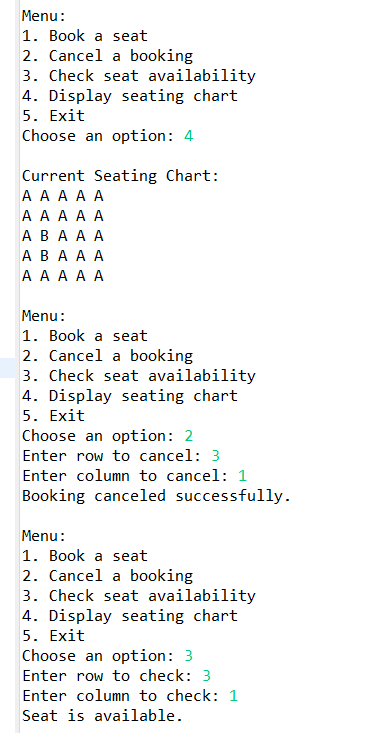 Menu:
1. Book a seat
2. Cancel a booking
3. Check seat availability
4. Display seating chart
5. Exit
Choose an option: 4

Current Seating Chart:
A A A A A
A A A A A
A B A A A
A B A A A
A A A A A

Menu:
1. Book a seat
2. Cancel a booking
3. Check seat availability
4. Display seating chart
5. Exit
Choose an option: 2
Enter row to cancel: 3
Enter column to cancel: 1
Booking canceled successfully.

Menu:
1. Book a seat
2. Cancel a booking
3. Check seat availability
4. Display seating chart
5. Exit
Choose an option: 3
Enter row to check: 3
Enter column to check: 1
Seat is available.